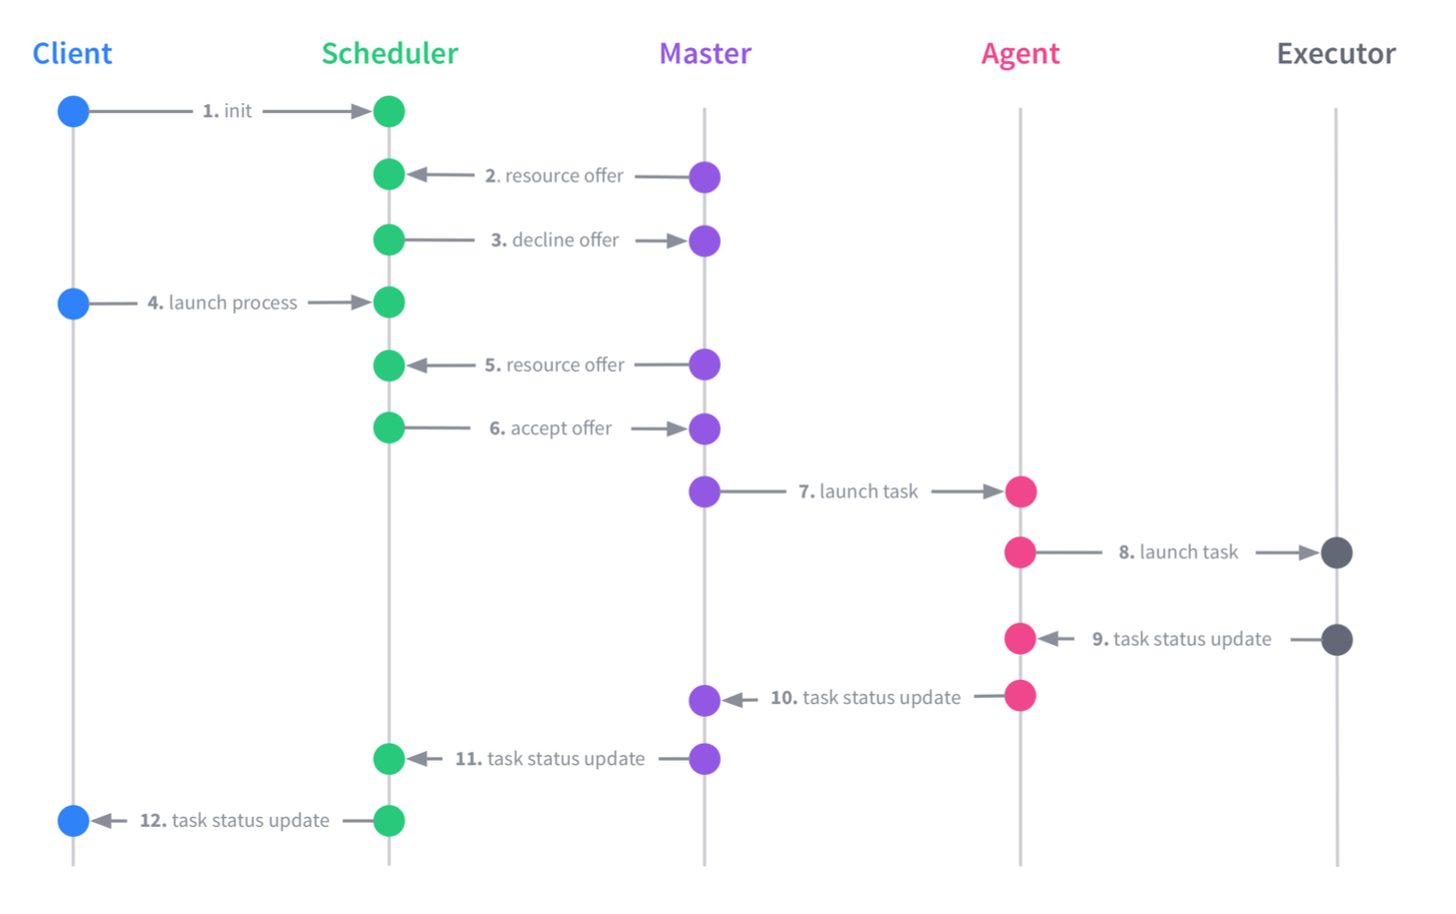 Client Scheduler Master Agent Executor
1. init
2. resource offer
3. decline offer
4. launch process
5. resource offer
6. accept offer
7. launch task
8. launch task
9. task status update
10. task status update
11. task status update
12. task status update